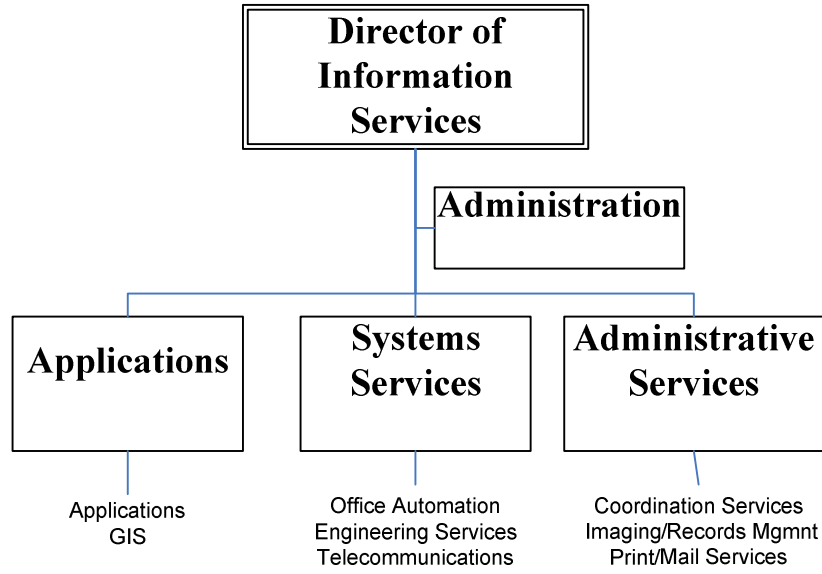 Director of
Information
Services
Administration
Applications
Systems
Services
Administrative
Services
Applications
GIS
Office Automation
Engineering Services
Telecommunications
Coordination Services
Imaging/Records Mgmnt
Print/Mail Services